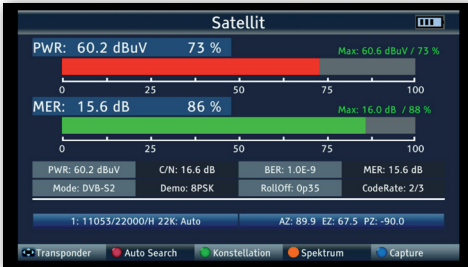 Satellit
PWR: 60.2 dBuV 73 % Max: 60.6 dBuV / 73 %
0 25 50 75 100
MER: 15.6 dB 86 % Max: 16.0 dB / 88 %
0 25 50 75 100
PWR: 60.2 dBuV C/N: 16.6 dB BER: 1.0E-9 MER: 15.6 dB
Mode: DVB-S2 Demo: 8PSK RollOff: 0p35 CodeRate: 2/3
1: 11053/22000/H 22K: Auto AZ: 89.9 EZ: 67.5 PZ: -90.0
Transponder Auto Search Konstellation Spektrum Capture